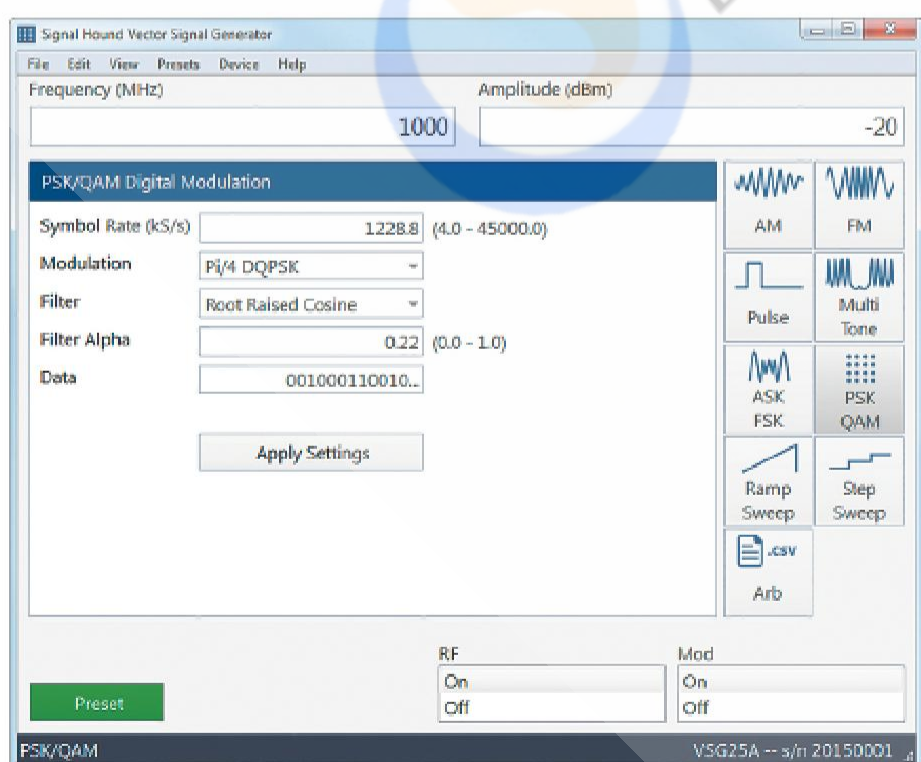 Signal Hound Vector Signal Generator
File Edit View Presets Device Help
Frequency (MHz) Amplitude (dBm)
1000 -20
PSK/QAM Digital Modulation
Symbol Rate (kS/s) 1228.8 (4.0 - 45000.0)
Modulation Pi/4 DQPSK
Filter Root Raised Cosine
Filter Alpha 0.22 (0.0 - 1.0)
Data 001000110010...
Apply Settings
AM FM
Pulse Multi
Tone
ASK PSK
FSK QAM
Ramp Step
Sweep Sweep
.csv
Arb
RF Mod
On On
Off Off
Preset
PSK/QAM VSG25A -- s/n 20150001